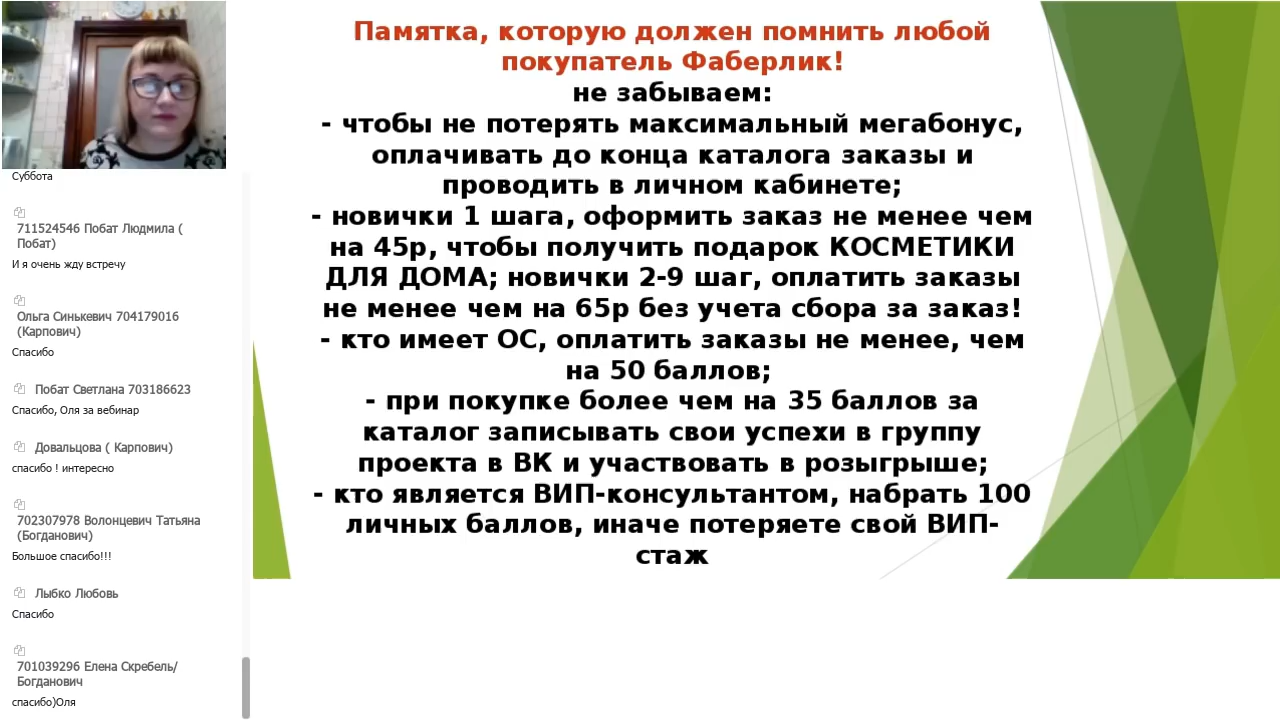 Памятка, которую должен помнить любой
покупатель Фаберлик!
не забываем:
- чтобы не потерять максимальный мегабонус,
оплачивать до конца каталога заказы и
проводить в личном кабинете;
- новички 1 шага, оформить заказ не менее чем
на 45р, чтобы получить подарок КОСМЕТИКИ
ДЛЯ ДОМА; новички 2-9 шаг, оплатить заказы
не менее чем на 65р без учета сбора за заказ!
- кто имеет ОС, оплатить заказы не менее, чем
на 50 баллов;
- при покупке более чем на 35 баллов за
каталог записывать свои успехи в группу
проекта в ВК и участвовать в розыгрыше;
- кто является ВИП-консультантом, набрать 100
личных баллов, иначе потеряете свой ВИП-
стаж
Суббота
711524546 Побат Людмила (
Побат)
И я очень жду встречу
Ольга Синькевич 704179016
(Карпович)
Спасибо
Побат Светлана 703186623
Спасибо, Оля за вебинар
Довальцова ( Карпович)
спасибо ! интересно
702307978 Волонцевич Татьяна
(Богданович)
Большое спасибо!!!
Лыбко Любовь
Спасибо
701039296 Елена Скребель/
Богданович
спасибо)Оля